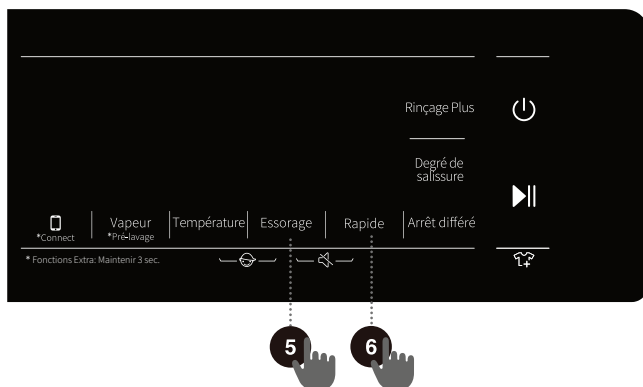 Rinçage Plus
Degré de
salissure
*Connect
Vapeur
*Pré-lavage
Température
Essorage
Rapide
Arrêt différé
* Fonctions Extra: Maintenir 3 sec.
5
6